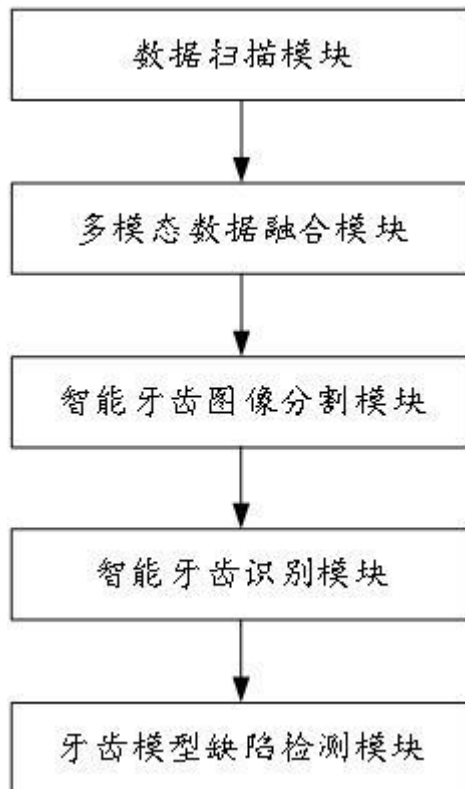 数据扫描模块
多模态数据融合模块
智能牙齿图像分割模块
智能牙齿识别模块
牙齿模型缺陷检测模块